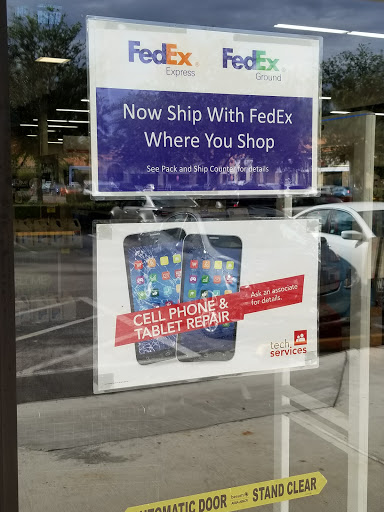 FedEx® FedEx®
Express Ground
Now Ship With FedEx
Where You Shop
See Pack and Ship Counter for details
CELL PHONE &
TABLET REPAIR
Ask an associate
for details.
tech
services
AUTOMATIC DOOR STAND CLEAR